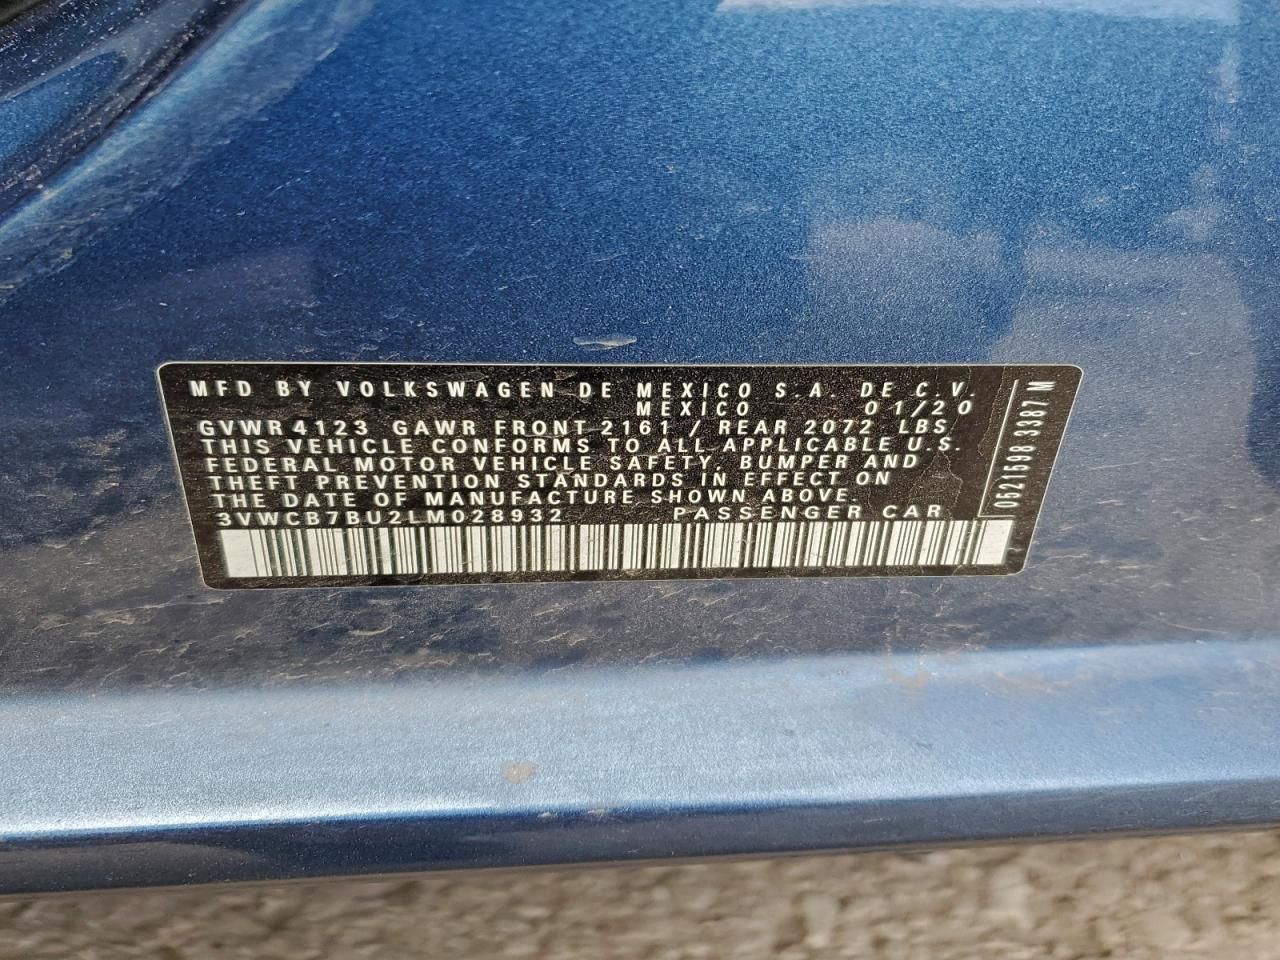 MFD BY VOLKSWAGEN DE MEXICO S.A. DE C.V.
MEXICO 01/20
GVWR 4123 GAWR FRONT 2161 / REAR 2072 LBS
THIS VEHICLE CONFORMS TO ALL APPLICABLE U.S.
FEDERAL MOTOR VEHICLE SAFETY, BUMPER AND
THEFT PREVENTION STANDARDS IN EFFECT ON
THE DATE OF MANUFACTURE SHOWN ABOVE.
3VWCB7BU2LM028932 PASSENGER CAR
0521598 3387 M